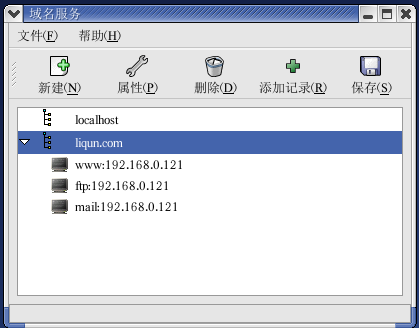 域名服务
文件(F) 帮助(H)
新建(N) 属性(P) 删除(D) 添加记录(R) 保存(S)
localhost
liqun.com
www:192.168.0.121
ftp:192.168.0.121
mail:192.168.0.121